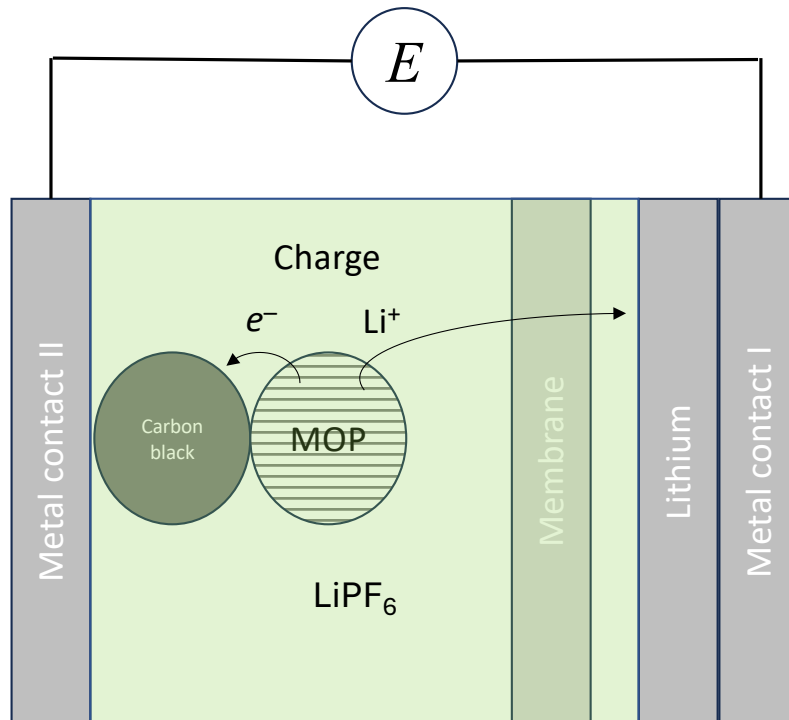 E
Charge
e⁻
Li⁺
Metal contact II
Carbon
black
MOP
Membrane
Lithium
Metal contact I
LiPF₆